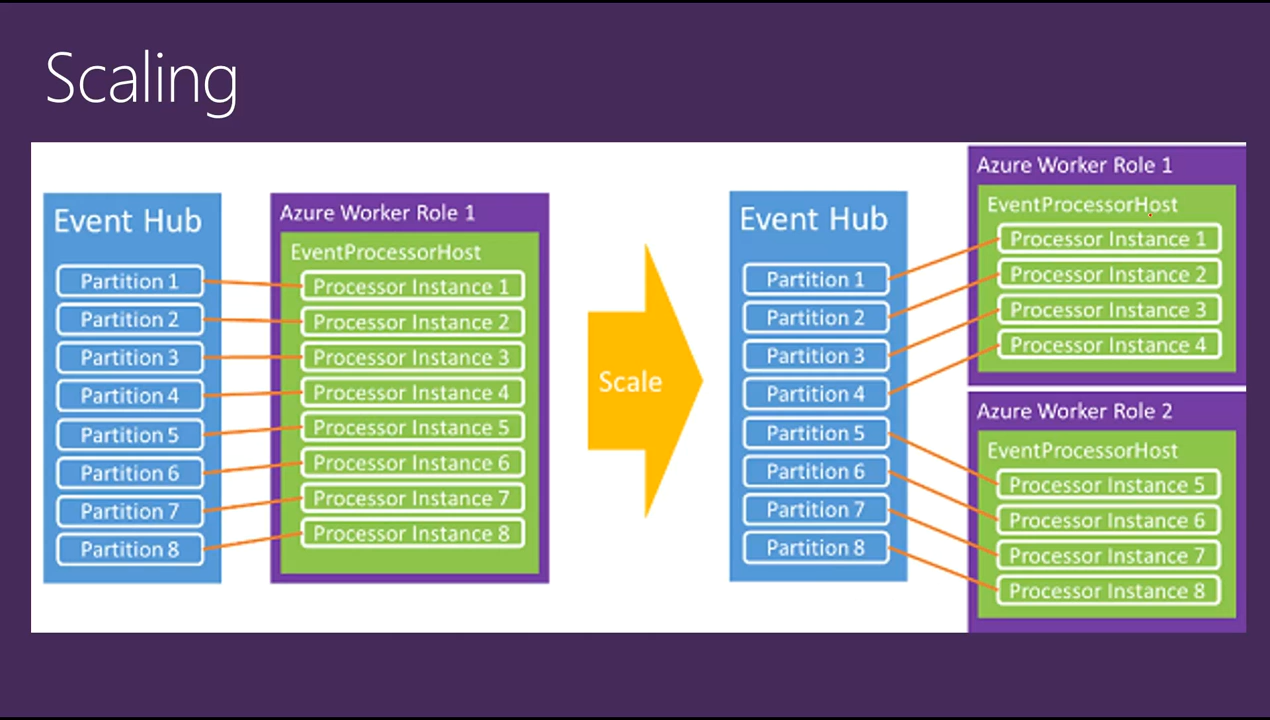 Scaling
Event Hub
Partition 1
Partition 2
Partition 3
Partition 4
Partition 5
Partition 6
Partition 7
Partition 8
Azure Worker Role 1
EventProcessorHost
Processor Instance 1
Processor Instance 2
Processor Instance 3
Processor Instance 4
Processor Instance 5
Processor Instance 6
Processor Instance 7
Processor Instance 8
Scale
Event Hub
Partition 1
Partition 2
Partition 3
Partition 4
Partition 5
Partition 6
Partition 7
Partition 8
Azure Worker Role 1
EventProcessorHost
Processor Instance 1
Processor Instance 2
Processor Instance 3
Processor Instance 4
Azure Worker Role 2
EventProcessorHost
Processor Instance 5
Processor Instance 6
Processor Instance 7
Processor Instance 8